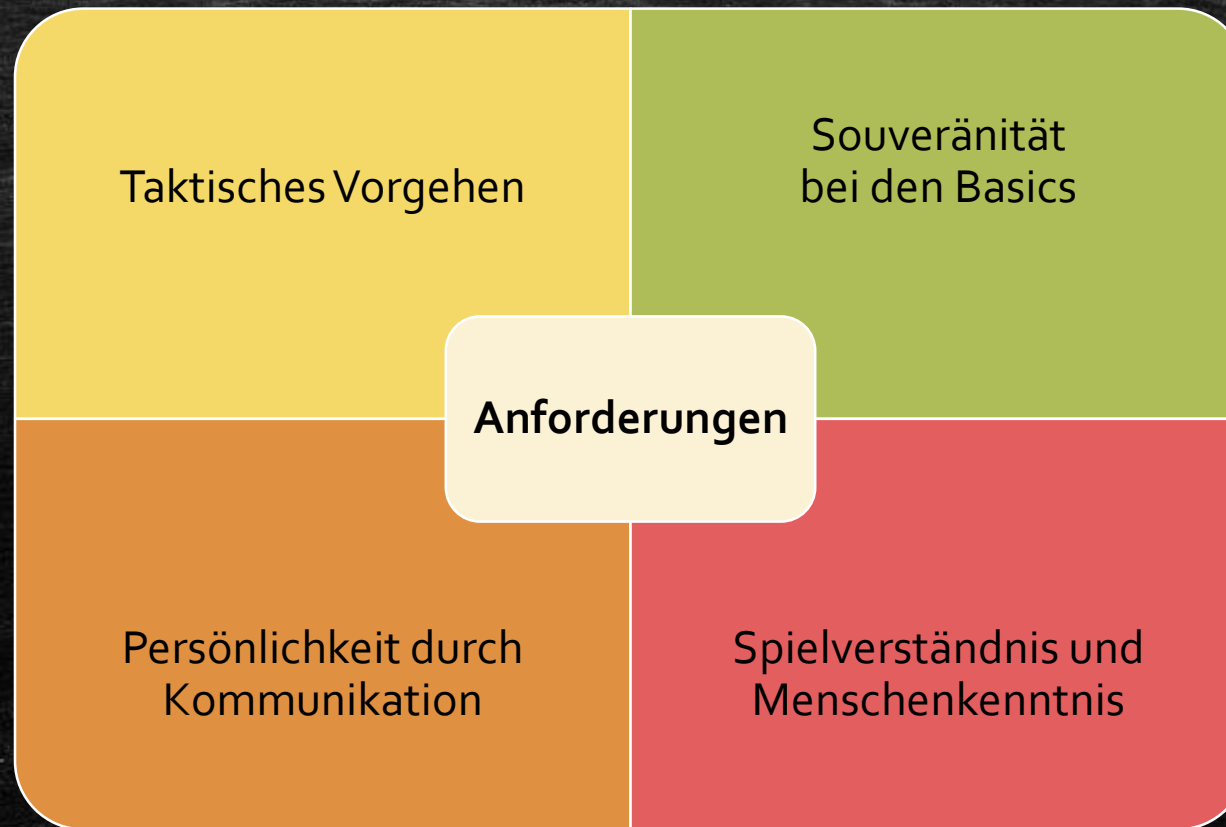 Taktisches Vorgehen
Souveränität
bei den Basics
Anforderungen
Persönlichkeit durch
Kommunikation
Spielverständnis und
Menschenkenntnis